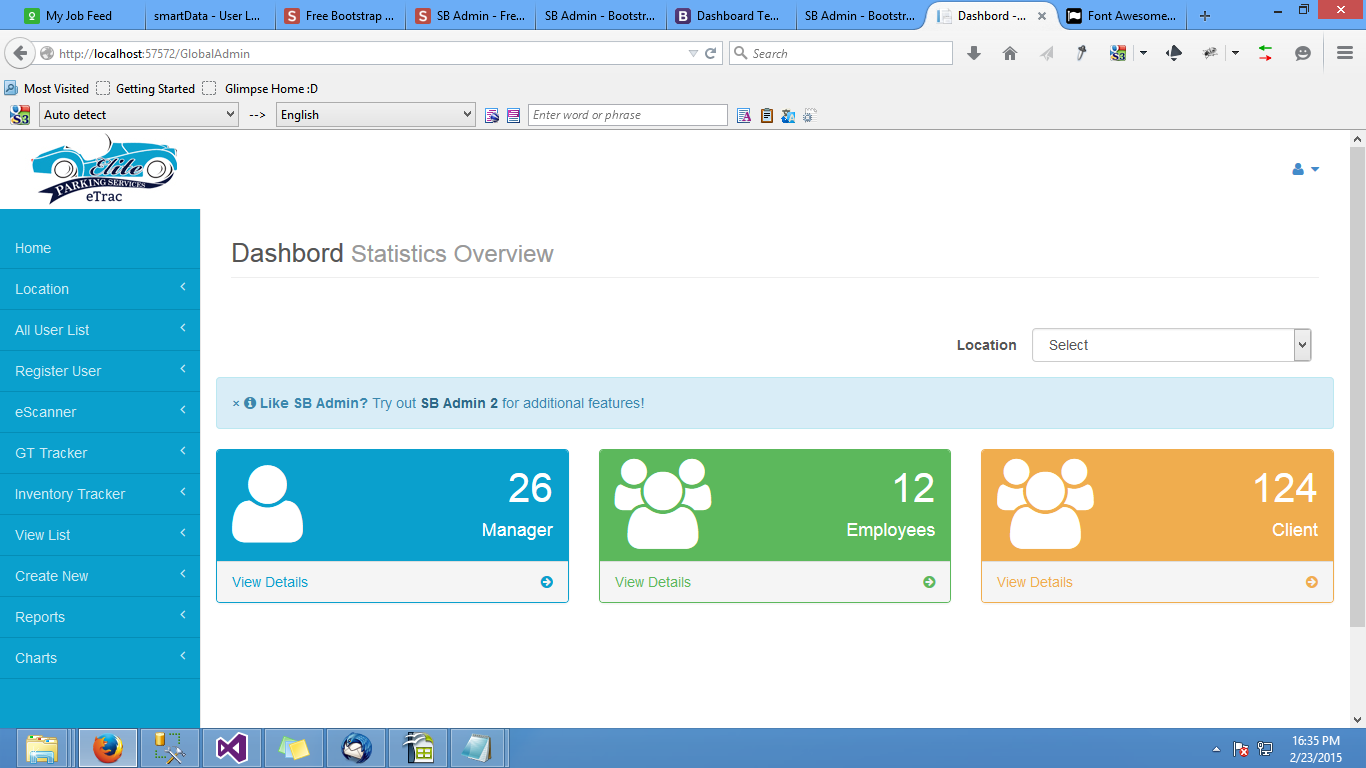 My Job Feed
smartData - User L...
Free Bootstrap ...
SB Admin - Fre...
SB Admin - Bootstr...
Dashboard Te...
SB Admin - Bootstr...
Dashbord -...
Font Awesome...
http://localhost:57572/GlobalAdmin
Search
Most Visited
Getting Started
Glimpse Home :D
Auto detect
-->
English
Enter word or phrase
Elite
PARKING SERVICES
eTrac
Home
Location
All User List
Register User
eScanner
GT Tracker
Inventory Tracker
View List
Create New
Reports
Charts
Dashbord Statistics Overview
Location
Select
× Like SB Admin? Try out SB Admin 2 for additional features!
26
Manager
View Details
12
Employees
View Details
124
Client
View Details
16:35 PM
2/23/2015